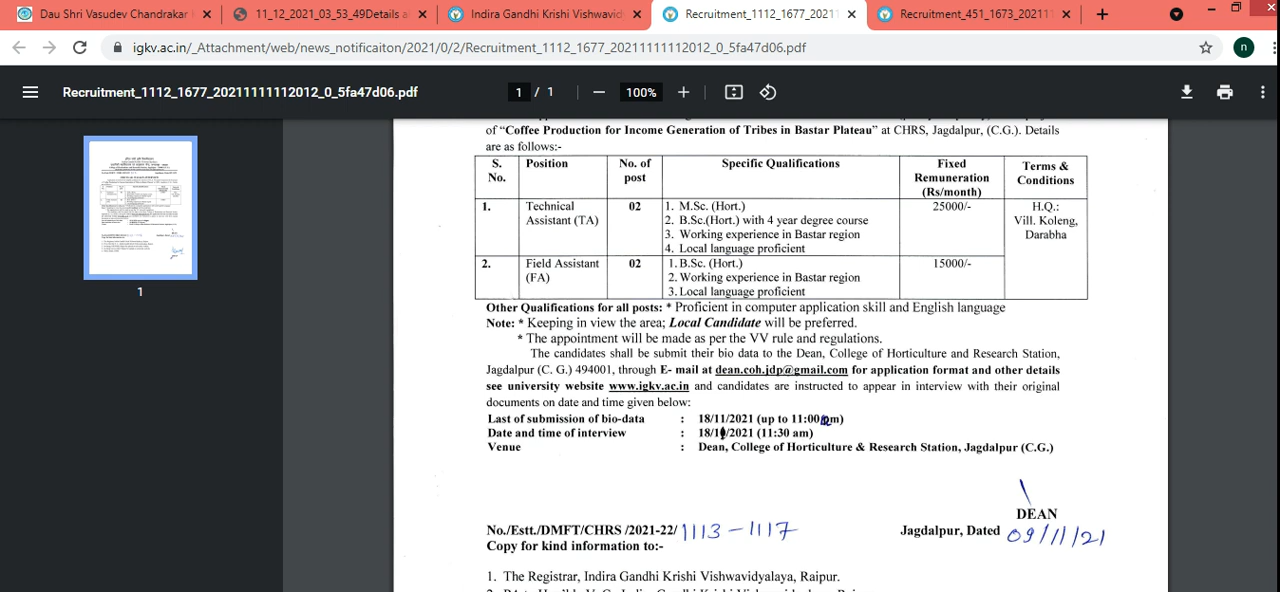 Dau Shri Vasudev Chandrakar
11_12_2021_03_53_49Details a
Indira Gandhi Krishi Vishwavid
Recruitment_1112_1677_2021
Recruitment_451_1673_20211
igkv.ac.in/_Attachment/web/news_notificaiton/2021/0/2/Recruitment_1112_1677_20211111112012_0_5fa47d06.pdf
n
Recruitment_1112_1677_20211111112012_0_5fa47d06.pdf
1 / 1
100%
of “Coffee Production for Income Generation of Tribes in Bastar Plateau” at CHRS, Jagdalpur, (C.G.). Details
are as follows:-
S. No. Position No. of post Specific Qualifications Fixed Remuneration (Rs/month) Terms & Conditions
1. Technical Assistant (TA) 02 1. M.Sc. (Hort.) 25000/- H.Q.: Vill. Koleng, Darabha
2. B.Sc.(Hort.) with 4 year degree course
3. Working experience in Bastar region
4. Local language proficient
2. Field Assistant (FA) 02 1. B.Sc. (Hort.) 15000/-
2. Working experience in Bastar region
3. Local language proficient
Other Qualifications for all posts: * Proficient in computer application skill and English language
Note: * Keeping in view the area; Local Candidate will be preferred.
* The appointment will be made as per the VV rule and regulations.
The candidates shall be submit their bio data to the Dean, College of Horticulture and Research Station,
Jagdalpur (C. G.) 494001, through E- mail at dean.coh.jdp@gmail.com for application format and other details
see university website www.igkv.ac.in and candidates are instructed to appear in interview with their original
documents on date and time given below:
Last of submission of bio-data : 18/11/2021 (up to 11:00 am)
Date and time of interview : 18/11/2021 (11:30 am)
Venue : Dean, College of Horticulture & Research Station, Jagdalpur (C.G.)
1
DEAN
No./Estt./DMFT/CHRS /2021-22/ 1113 - 1117
Jagdalpur, Dated 09/11/21
Copy for kind information to:-
1. The Registrar, Indira Gandhi Krishi Vishwavidyalaya, Raipur.